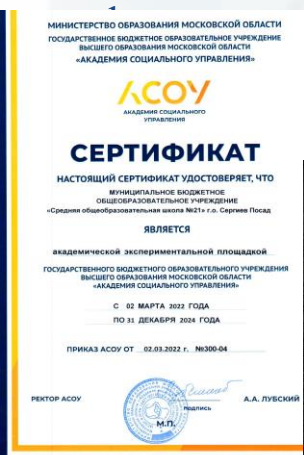 МИНИСТЕРСТВО ОБРАЗОВАНИЯ МОСКОВСКОЙ ОБЛАСТИ
ГОСУДАРСТВЕННОЕ БЮДЖЕТНОЕ ОБРАЗОВАТЕЛЬНОЕ УЧРЕЖДЕНИЕ
ВЫСШЕГО ОБРАЗОВАНИЯ МОСКОВСКОЙ ОБЛАСТИ
«АКАДЕМИЯ СОЦИАЛЬНОГО УПРАВЛЕНИЯ»
АСОУ
АКАДЕМИЯ СОЦИАЛЬНОГО
УПРАВЛЕНИЯ
СЕРТИФИКАТ
НАСТОЯЩИЙ СЕРТИФИКАТ УДОСТОВЕРЯЕТ, ЧТО
МУНИЦИПАЛЬНОЕ БЮДЖЕТНОЕ
ОБЩЕОБРАЗОВАТЕЛЬНОЕ УЧРЕЖДЕНИЕ
«Средняя общеобразовательная школа №21» г.о. Сергиев Посад
ЯВЛЯЕТСЯ
академической экспериментальной площадкой
ГОСУДАРСТВЕННОГО БЮДЖЕТНОГО ОБРАЗОВАТЕЛЬНОГО УЧРЕЖДЕНИЯ
ВЫСШЕГО ОБРАЗОВАНИЯ МОСКОВСКОЙ ОБЛАСТИ
«АКАДЕМИЯ СОЦИАЛЬНОГО УПРАВЛЕНИЯ»
С 02 МАРТА 2022 ГОДА
ПО 31 ДЕКАБРЯ 2024 ГОДА
ПРИКАЗ АСОУ ОТ 02.03.2022 г. №300-04
РЕКТОР АСОУ
подпись
А.А. ЛУБСКИЙ
М.П.